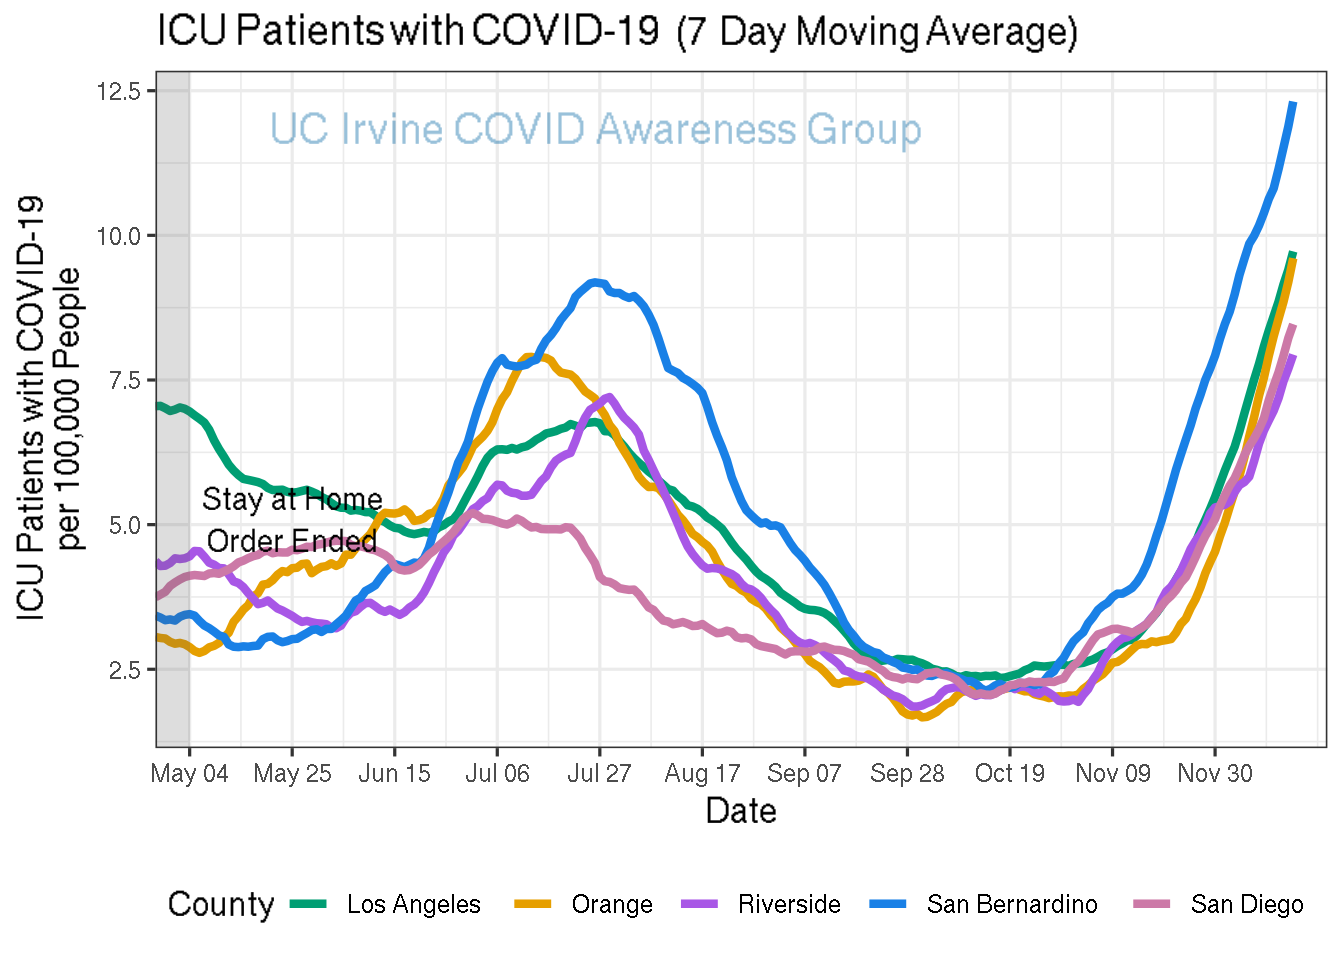 ICU Patients with COVID-19 (7 Day Moving Average)
UC Irvine COVID Awareness Group
12.5
10.0
7.5
5.0
2.5
ICU Patients with COVID-19
per 100,000 People
Stay at Home
Order Ended
May 04 May 25 Jun 15 Jul 06 Jul 27 Aug 17 Sep 07 Sep 28 Oct 19 Nov 09 Nov 30
Date
County Los Angeles Orange Riverside San Bernardino San Diego